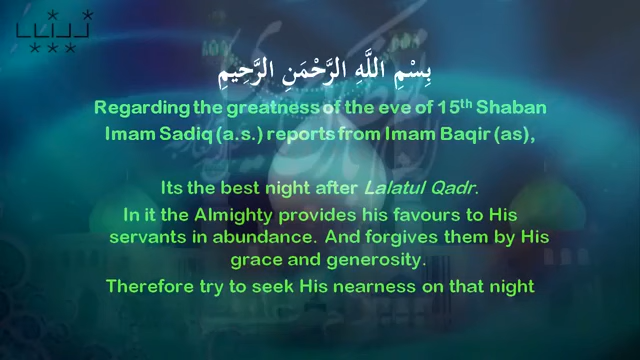 بِسْمِ اللَّهِ الرَّحْمَنِ الرَّحِيمِ
Regarding the greatness of the eve of 15th Shaban
Imam Sadiq (a.s.) reports from Imam Baqir (as),
Its the best night after Lalatul Qadr.
In it the Almighty provides his favours to His
servants in abundance. And forgives them by His
grace and generosity.
Therefore try to seek His nearness on that night